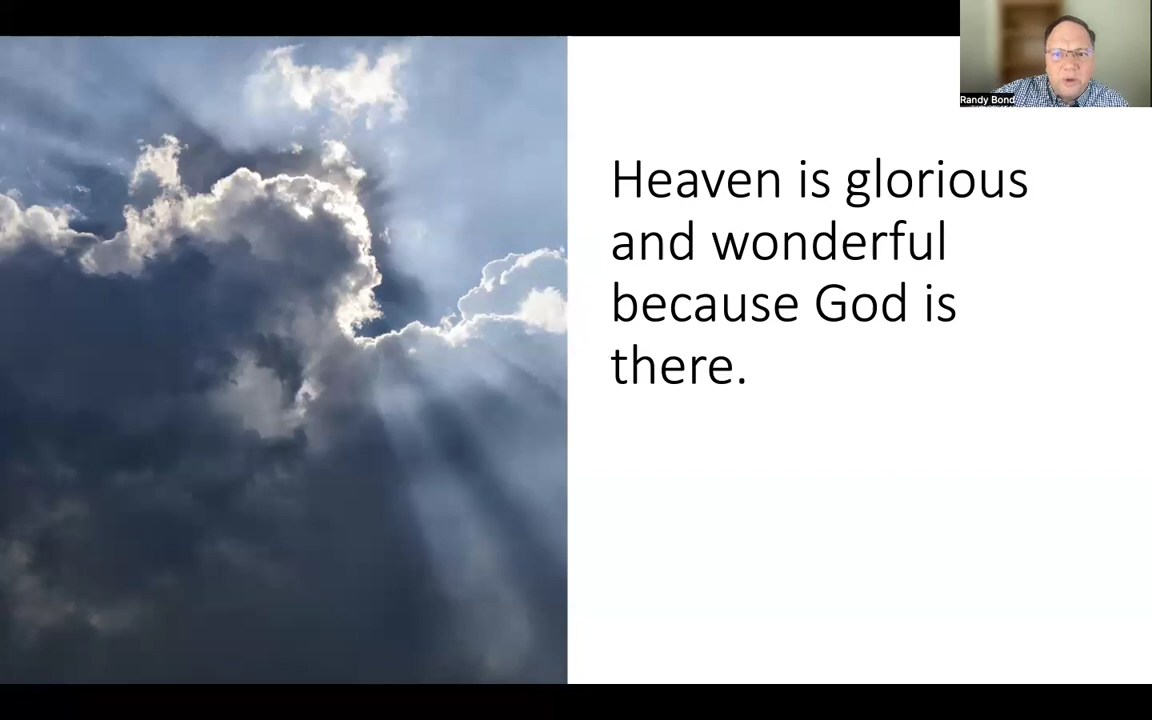 Randy Bond
Heaven is glorious
and wonderful
because God is
there.